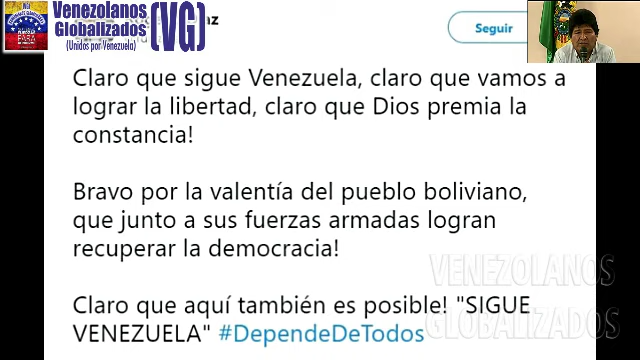 Venezolanos
Globalizados
(Unidos por Venezuela)
(VG)
az
Seguir
Claro que sigue Venezuela, claro que vamos a
lograr la libertad, claro que Dios premia la
constancia!
Bravo por la valentía del pueblo boliviano,
que junto a sus fuerzas armadas logran
recuperar la democracia!
Claro que aquí también es posible! "SIGUE
VENEZUELA" #DependeDeTodos
VENEZOLANOS
GLOBALIZADOS